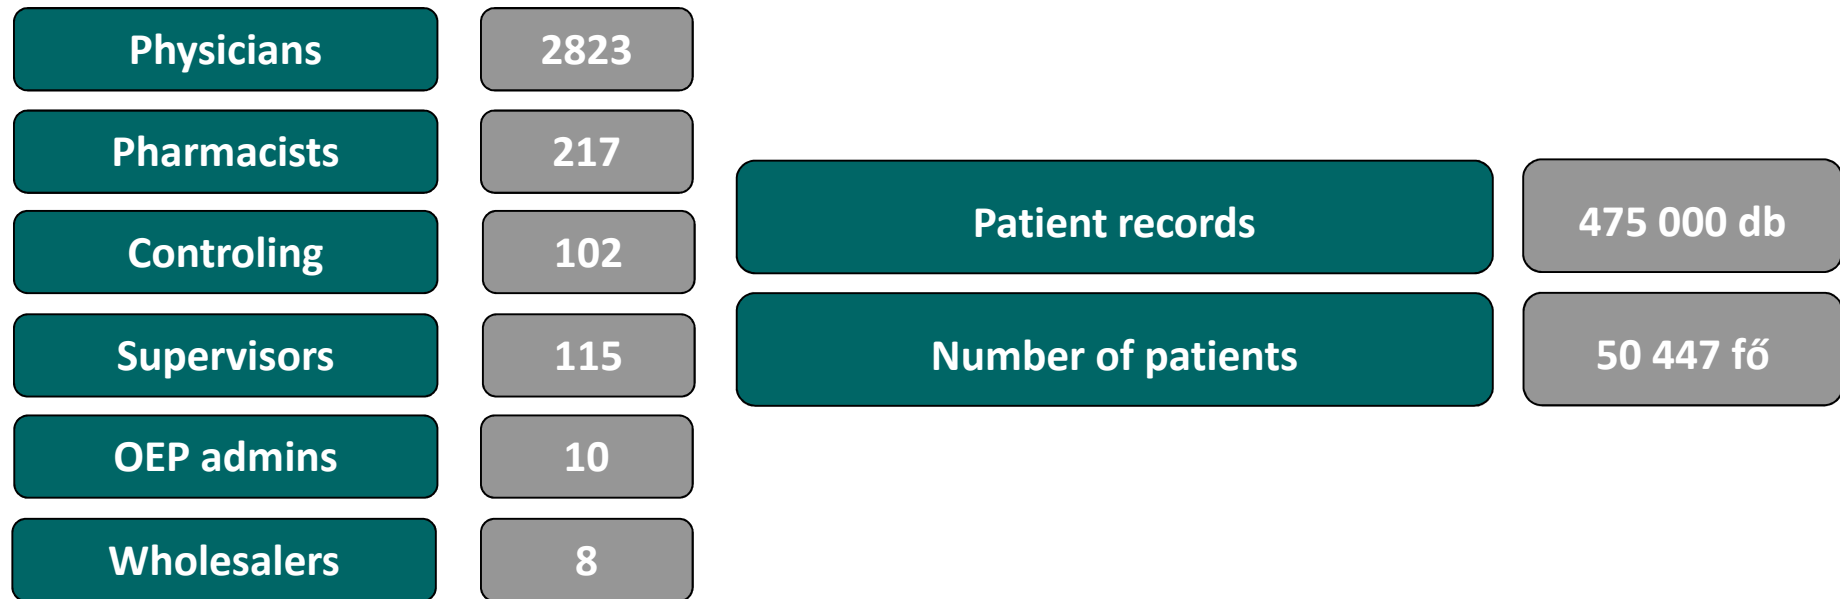 Physicians 2823
Pharmacists 217
Controling 102
Supervisors 115
OEP admins 10
Wholesalers 8
Patient records 475 000 db
Number of patients 50 447 fő